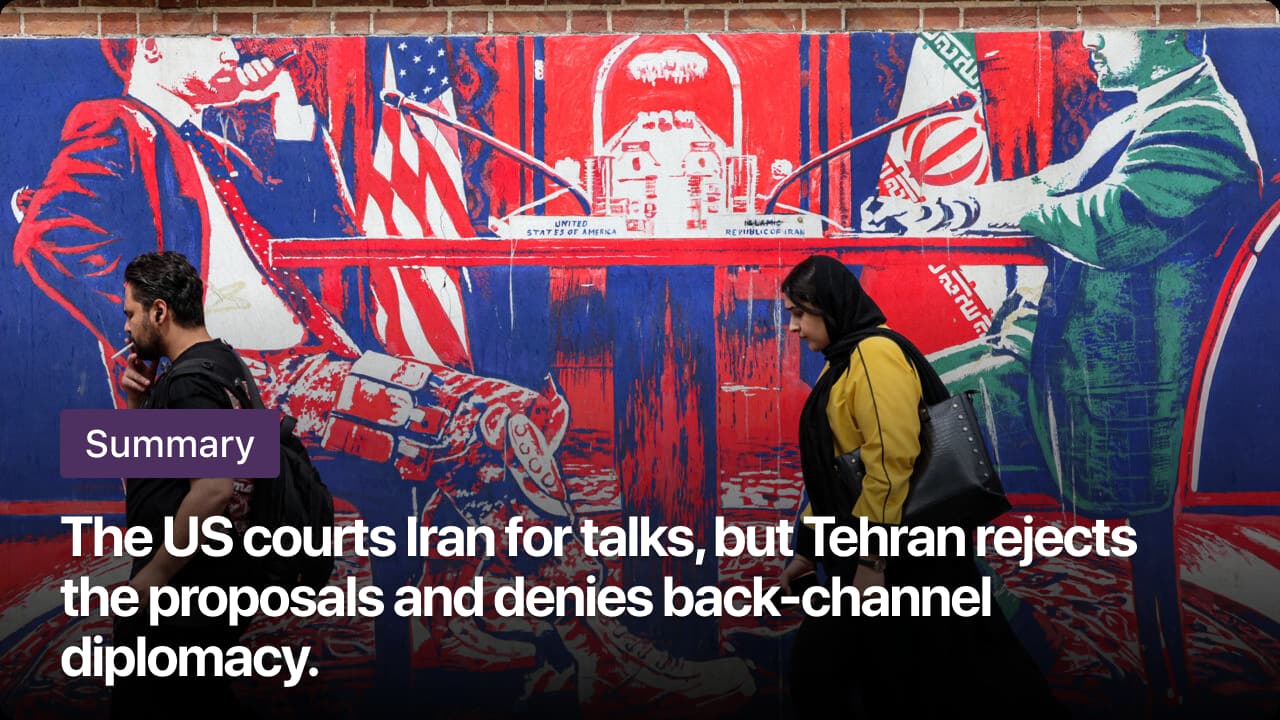 UNITED
STATES OF AMERICA
ISLAMIC
REPUBLIC OF IRAN
Summary
The US courts Iran for talks, but Tehran rejects
the proposals and denies back-channel
diplomacy.